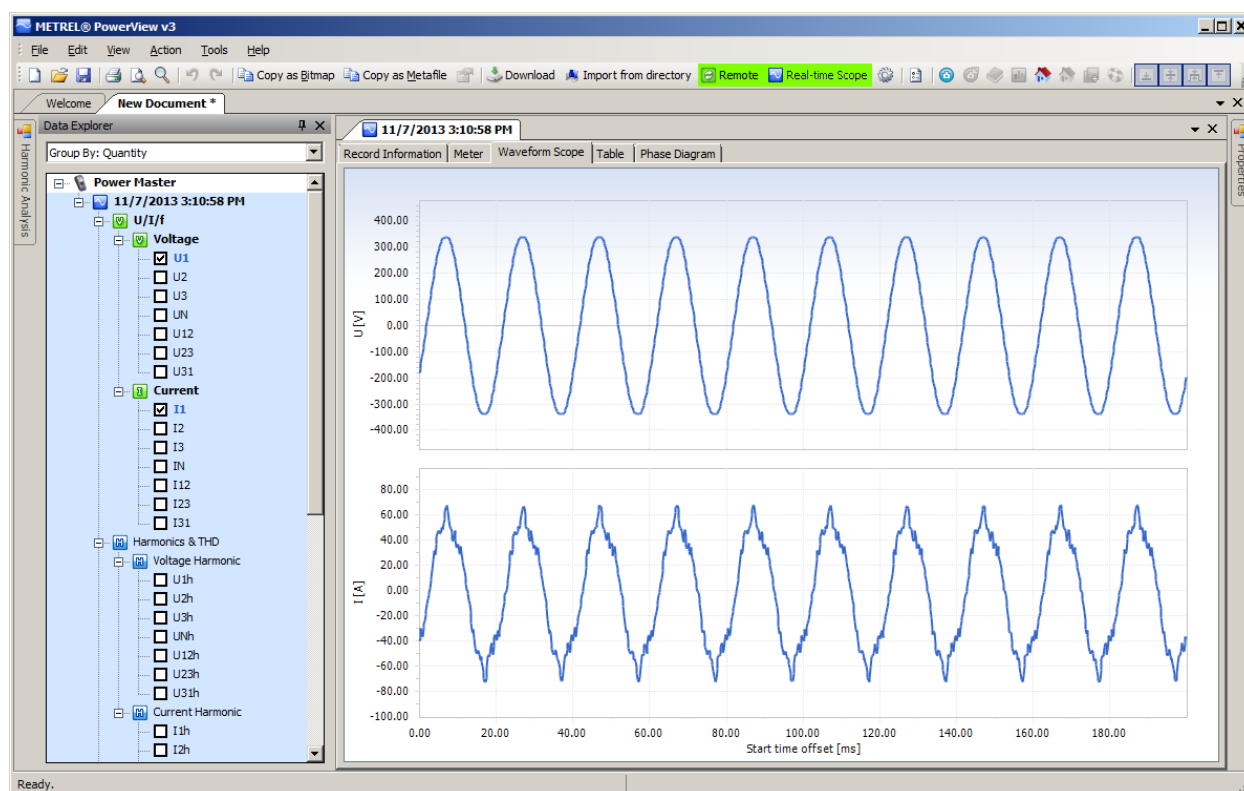 METREL® PowerView v3
File Edit View Action Tools Help
Copy as Bitmap Copy as Metafile Download Import from directory Remote Real-time Scope
Welcome New Document *
Data Explorer
11/7/2013 3:10:58 PM
Group By: Quantity
Record Information Meter Waveform Scope Table Phase Diagram
Harmonic Analysis
Properties
Power Master
11/7/2013 3:10:58 PM
U/I/f
Voltage
U1
U2
U3
UN
U12
U23
U31
Current
I1
I2
I3
IN
I12
I23
I31
Harmonics & THD
Voltage Harmonic
U1h
U2h
U3h
UNh
U12h
U23h
U31h
Current Harmonic
I1h
I2h
400.00
300.00
200.00
100.00
0.00
-100.00
-200.00
-300.00
-400.00
U [V]
80.00
60.00
40.00
20.00
0.00
-20.00
-40.00
-60.00
-80.00
-100.00
I [A]
0.00 20.00 40.00 60.00 80.00 100.00 120.00 140.00 160.00 180.00
Start time offset [ms]
Ready.